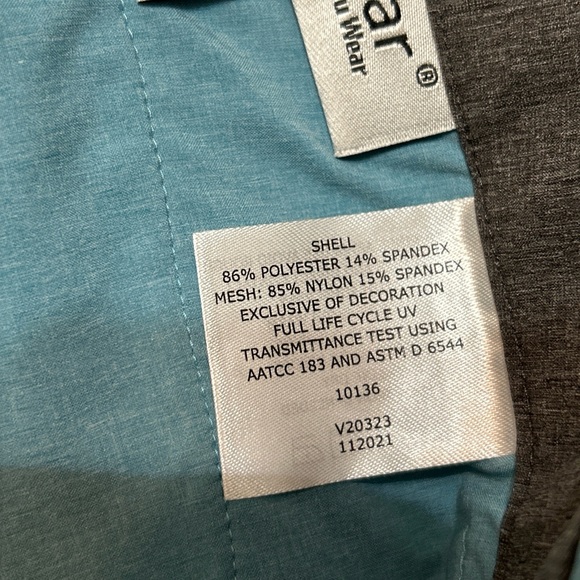 ar®
u Wear
SHELL
86% POLYESTER 14% SPANDEX
MESH: 85% NYLON 15% SPANDEX
EXCLUSIVE OF DECORATION
FULL LIFE CYCLE UV
TRANSMITTANCE TEST USING
AATCC 183 AND ASTM D 6544
10136
V20323
112021